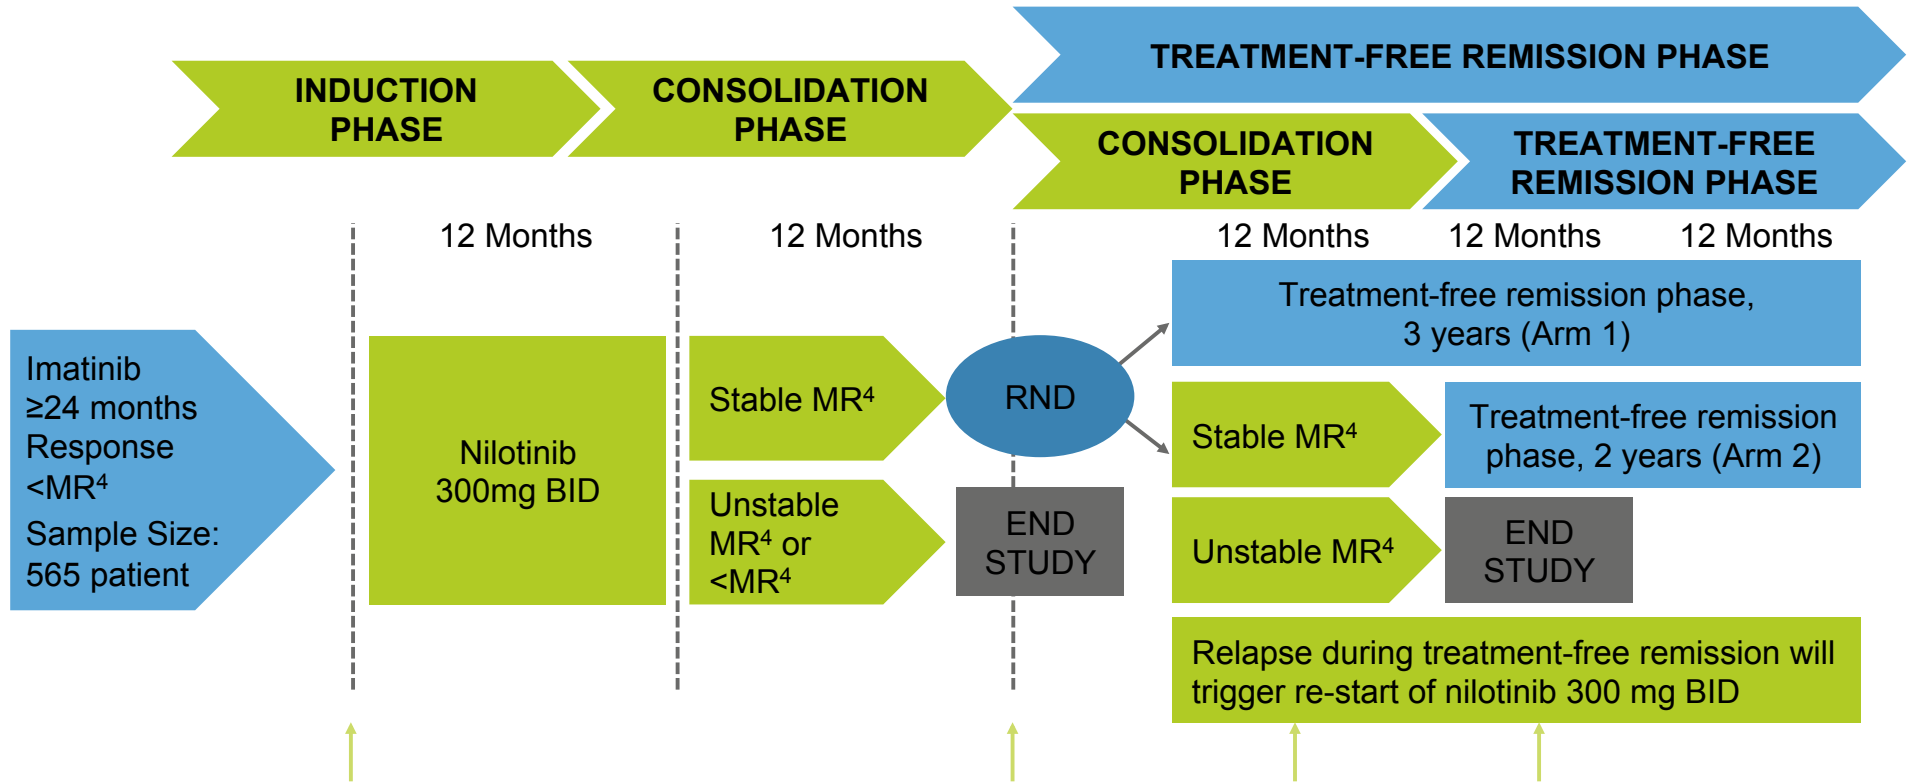 TREATMENT-FREE REMISSION PHASE
INDUCTION
PHASE
CONSOLIDATION
PHASE
CONSOLIDATION
PHASE
TREATMENT-FREE
REMISSION PHASE
12 Months
12 Months
12 Months
12 Months
12 Months
Imatinib
≥24 months
Response
<MR⁴
Sample Size:
565 patient
Nilotinib
300mg BID
Stable MR⁴
Unstable
MR⁴ or
<MR⁴
RND
END
STUDY
Treatment-free remission phase,
3 years (Arm 1)
Stable MR⁴
Treatment-free remission
phase, 2 years (Arm 2)
Unstable MR⁴
END
STUDY
Relapse during treatment-free remission will
trigger re-start of nilotinib 300 mg BID